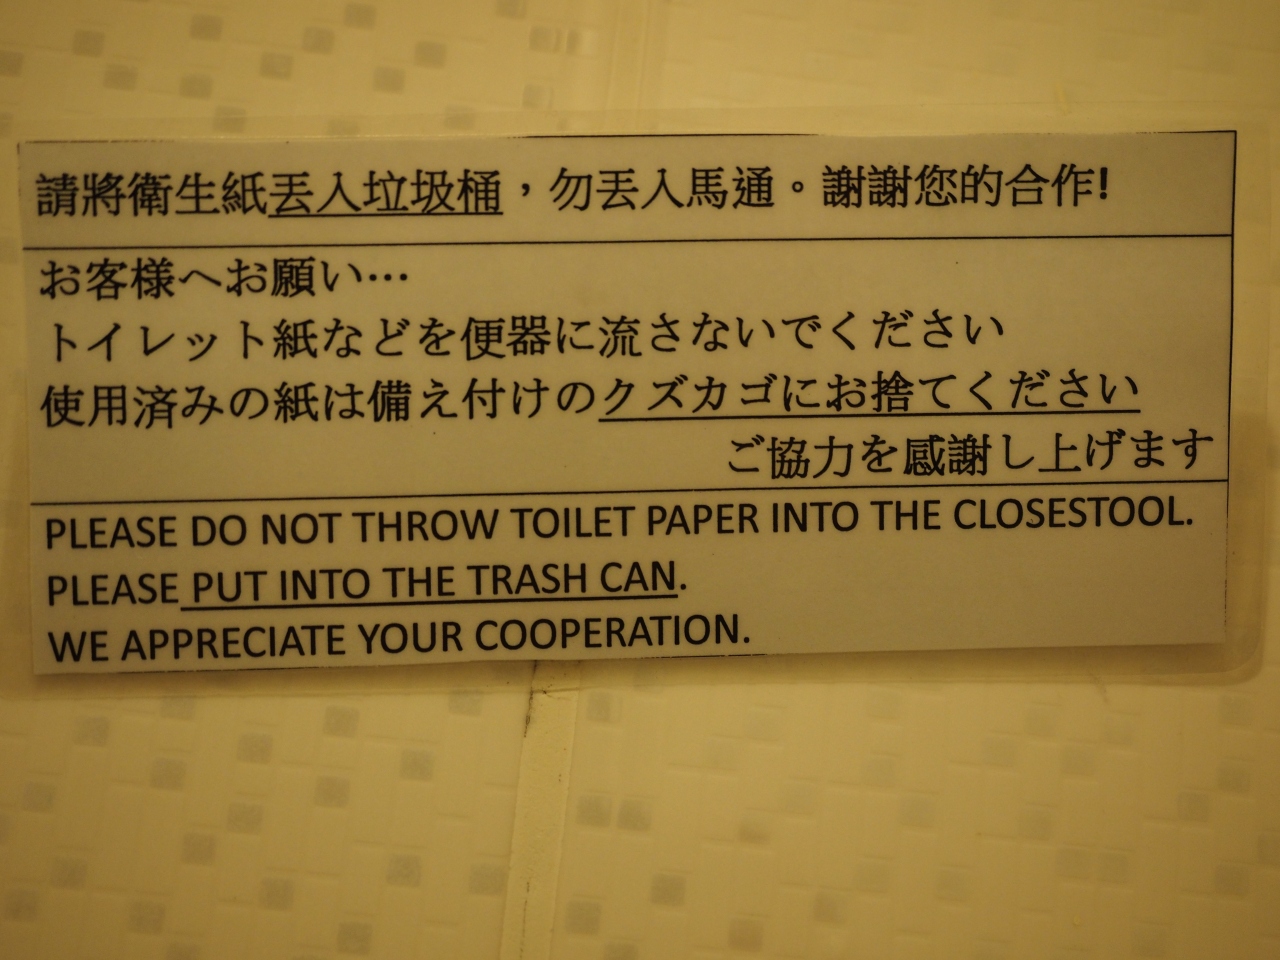 請將衛生紙丟入垃圾桶，勿丟入馬通。謝謝您的合作!
お客様へお願い…
トイレット紙などを便器に流さないでください
使用済みの紙は備え付けのクズカゴにお捨てください
ご協力を感謝し上げます
PLEASE DO NOT THROW TOILET PAPER INTO THE CLOSESTOOL.
PLEASE PUT INTO THE TRASH CAN.
WE APPRECIATE YOUR COOPERATION.